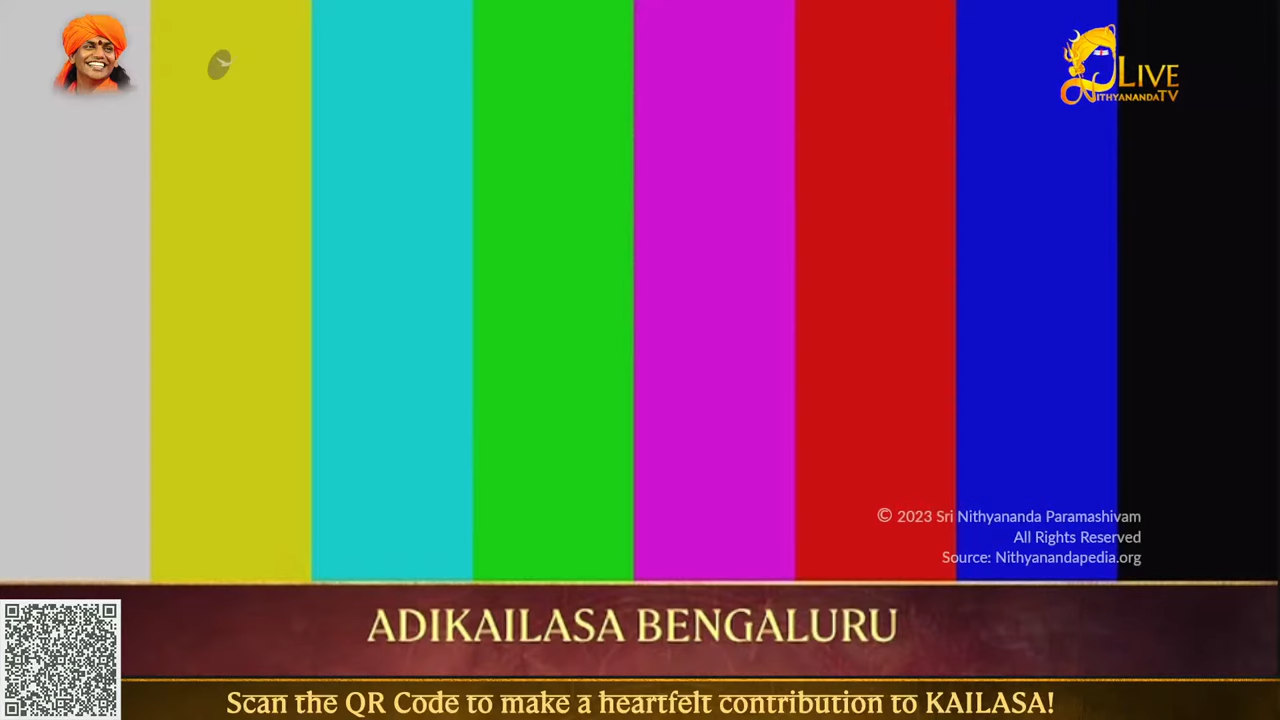 LIVE
NITHYANANDATV
© 2023 Sri Nithyananda Paramashivam
All Rights Reserved
Source: Nithyanandapedia.org
ADIKAILASA BENGALURU
Scan the QR Code to make a heartfelt contribution to KAILASA!